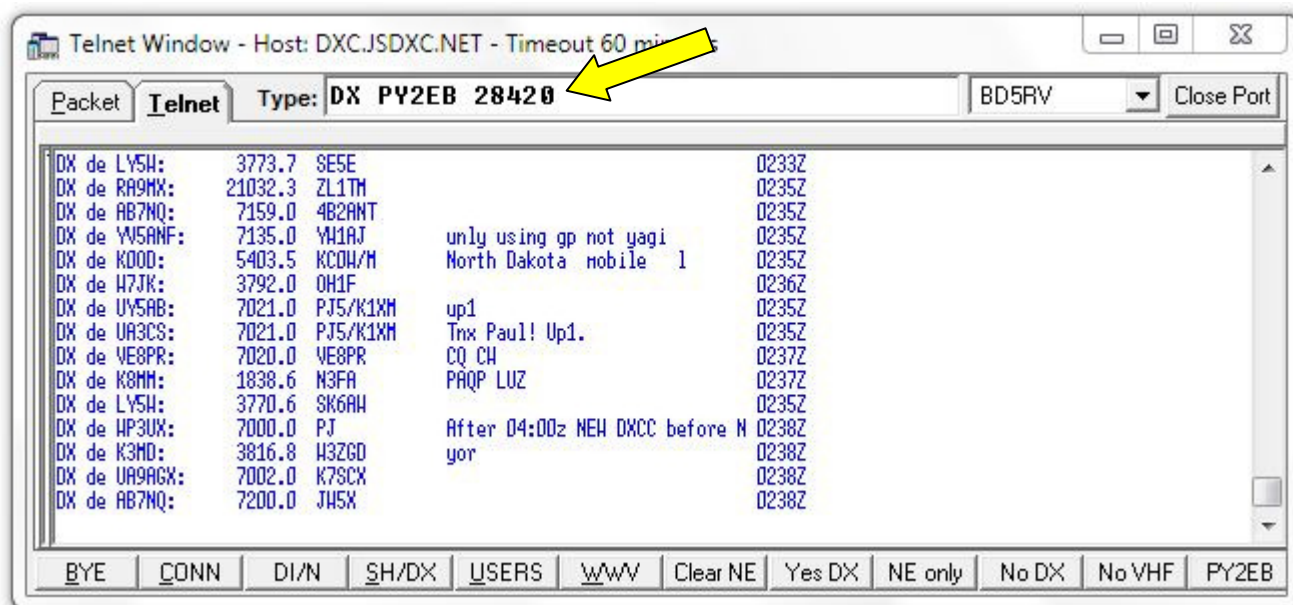 Telnet Window - Host: DXC.JSDXC.NET - Timeout 60 min s
Packet Telnet Type: DX PY2EB 28420 BD5RV Close Port
DX de LY5W: 3773.7 SE5E 0233Z
DX de RA9MX: 21032.3 ZL1TM 0235Z
DX de AB7NQ: 7159.0 4B2ANT 0235Z
DX de YV5ANF: 7135.0 YW1AJ unly using gp not yagi 0235Z
DX de K0OD: 5403.5 KC0W/M North Dakota mobile 1 0235Z
DX de W7JK: 3792.0 OH1F 0236Z
DX de UY5AB: 7021.0 PJ5/K1XM up1 0235Z
DX de UA3CS: 7021.0 PJ5/K1XM Tnx Paul! Up1. 0235Z
DX de VE8PR: 7020.0 VE8PR CQ CW 0237Z
DX de K8MM: 1838.6 N3FA PAQP LUZ 0237Z
DX de LY5W: 3770.6 SK6AW 0235Z
DX de WP3UX: 7000.0 PJ After 04:00z NEW DXCC before N 0238Z
DX de K3MD: 3816.8 W3ZGD yor 0238Z
DX de UA9AGX: 7002.0 K7SCX 0238Z
DX de AB7NQ: 7200.0 JW5X 0238Z
BYE CONN DI/N SH/DX USERS WWV Clear NE Yes DX NE only No DX No VHF PY2EB